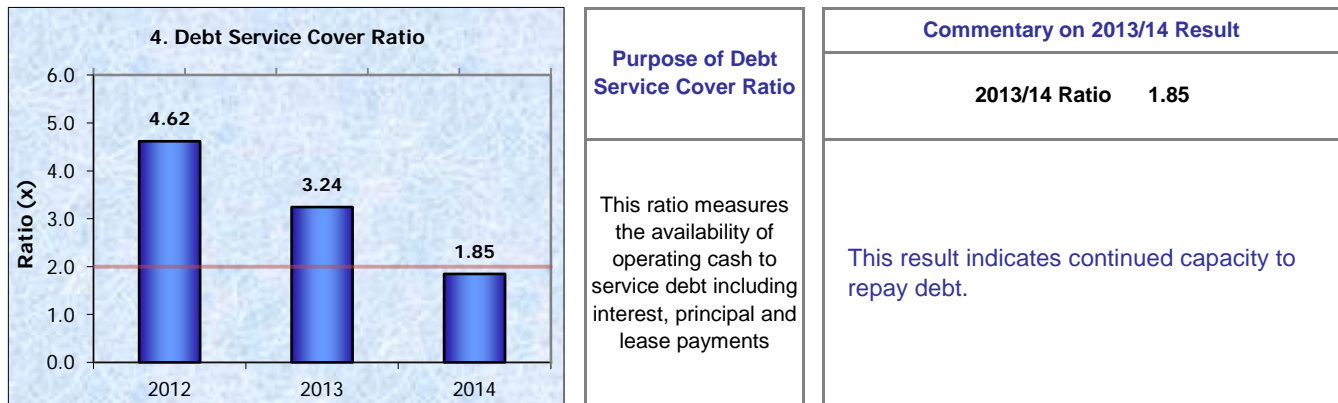 4. Debt Service Cover Ratio
6.0
5.0
4.0
3.0
2.0
1.0
0.0
Ratio (x)
4.62
3.24
1.85
2012
2013
2014
Purpose of Debt
Service Cover Ratio
This ratio measures
the availability of
operating cash to
service debt including
interest, principal and
lease payments
Commentary on 2013/14 Result
2013/14 Ratio 1.85
This result indicates continued capacity to
repay debt.